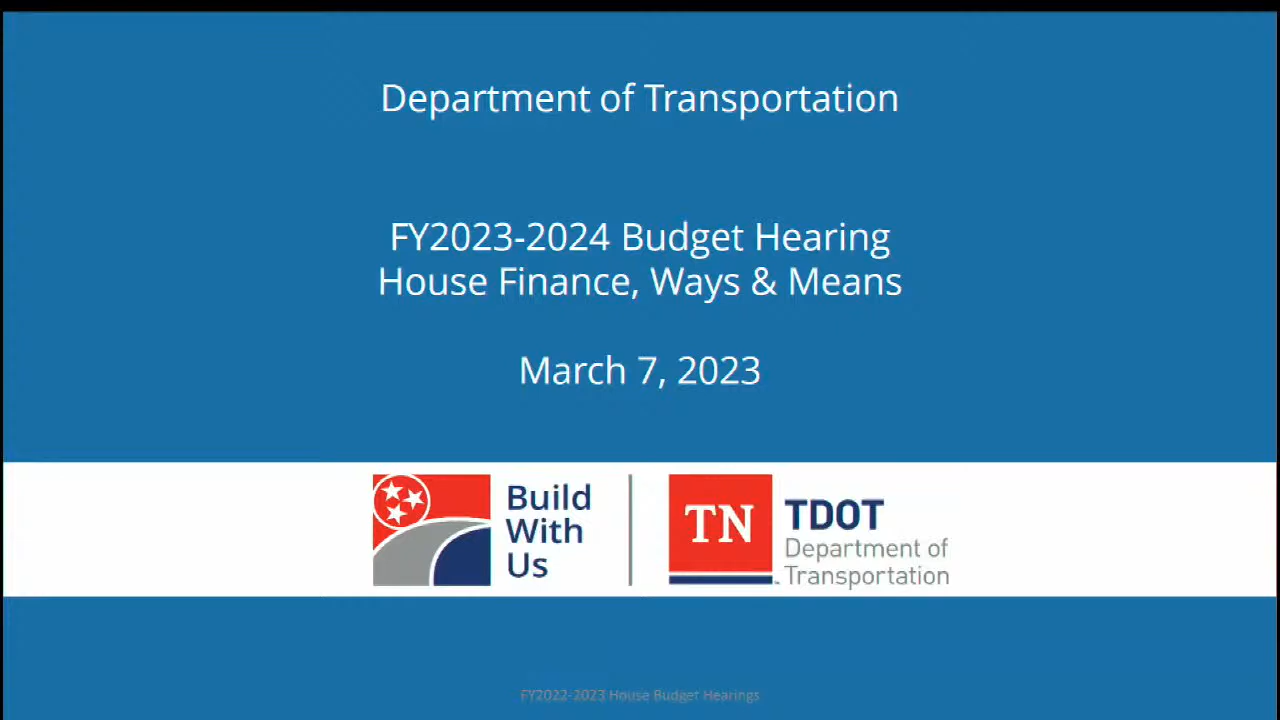 Department of Transportation
FY2023-2024 Budget Hearing
House Finance, Ways & Means
March 7, 2023
Build
With
Us
TN
TDOT
Department of
Transportation
FY2022-2023 House Budget Hearings